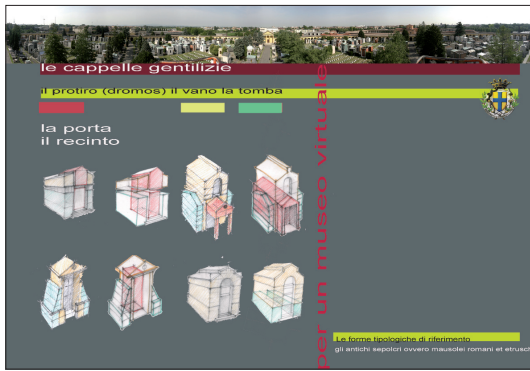 le cappelle gentilizie
il protiro (dromos) il vano la tomba
la porta
il recinto
per un museo virtuale
Le forme tipologiche di riferimento
gli antichi sepolcri ovvero mausolei romani et etrusch